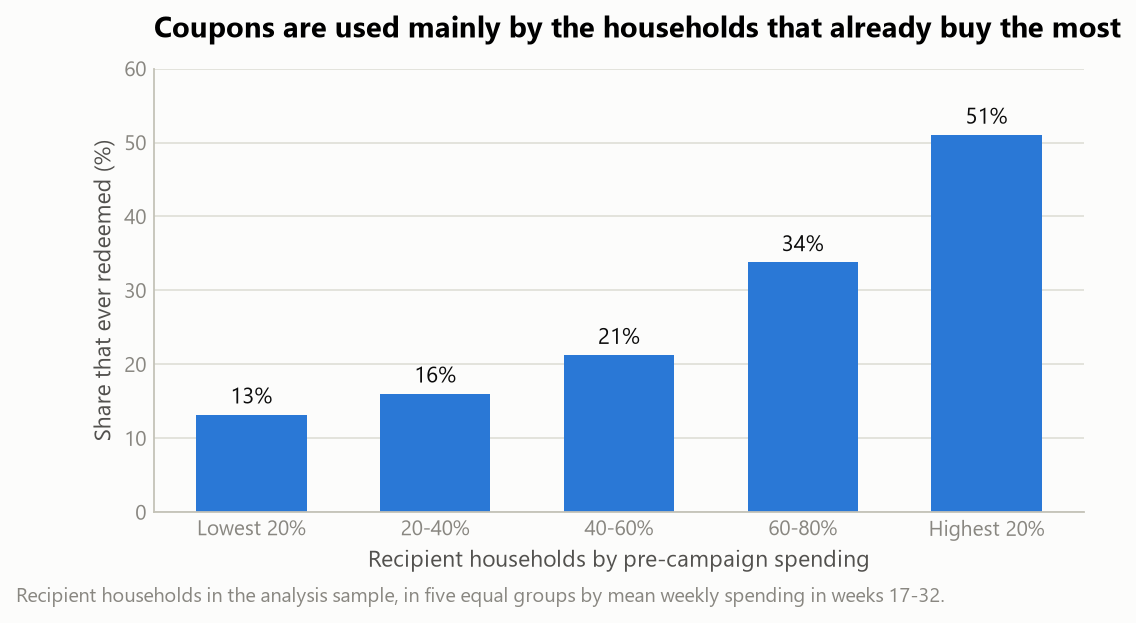 Coupons are used mainly by the households that already buy the most
Share that ever redeemed (%)
60
50
40
30
20
10
0
13%
16%
21%
34%
51%
Lowest 20%
20-40%
40-60%
60-80%
Highest 20%
Recipient households by pre-campaign spending
Recipient households in the analysis sample, in five equal groups by mean weekly spending in weeks 17-32.